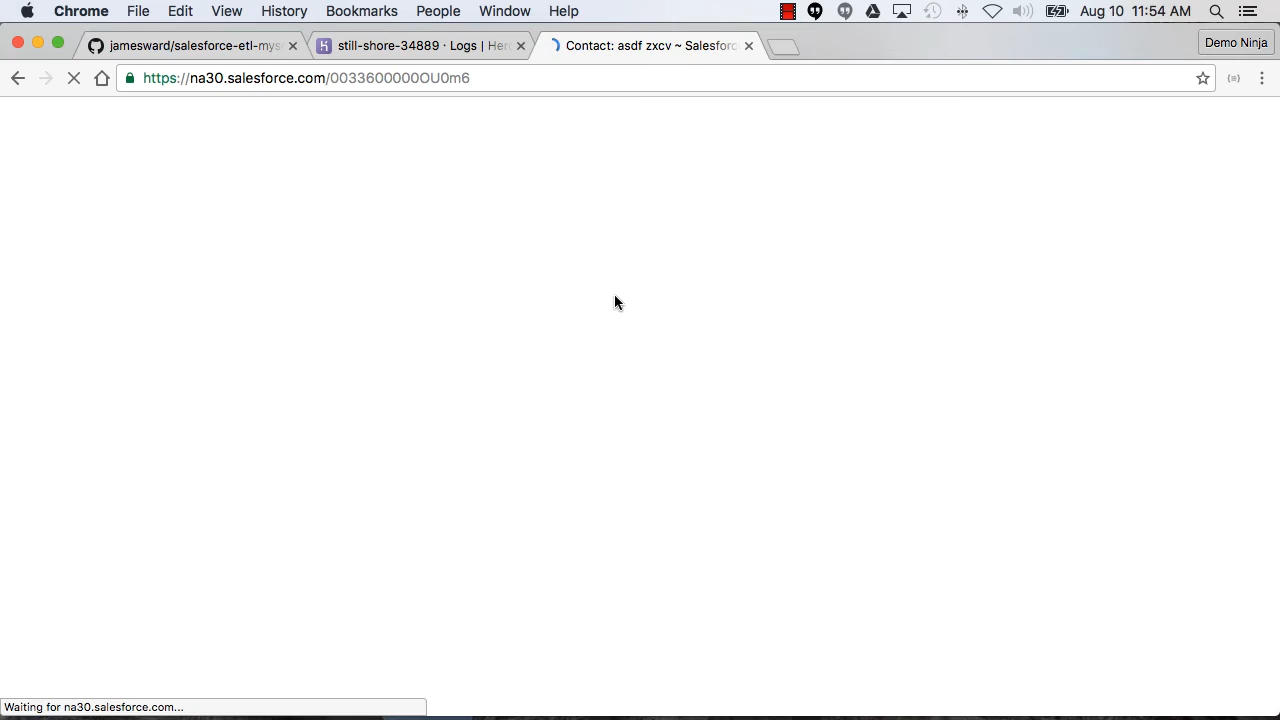 Chrome File Edit View History Bookmarks People Window Help Aug 10 11:54 AM
jamesward/salesforce-etl-mys still-shore-34889 · Logs | Her Contact: asdf zxcv ~ Salesforc Demo Ninja
https://na30.salesforce.com/0033600000OU0m6
Waiting for na30.salesforce.com...